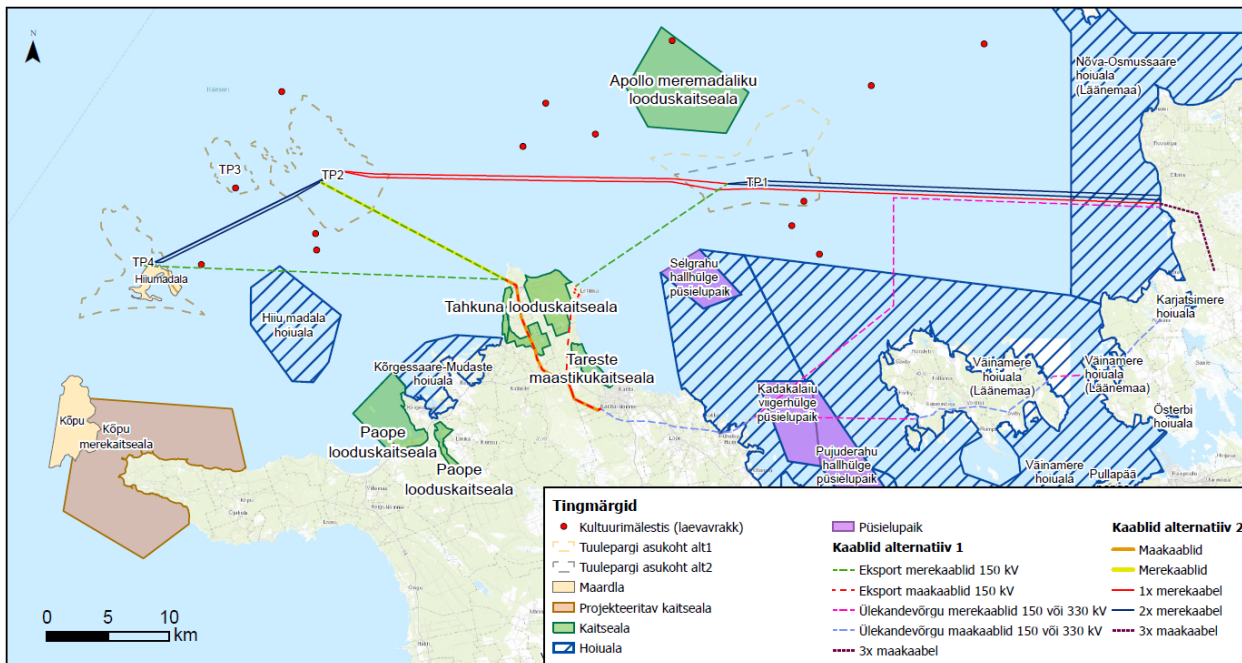 N
Apollo meremadaliku
looduskaitseala
Nõva-Osmussaare
hoiuala
(Läänemaa)
TP3
TP2
TP1
TP4
Hiiumadala
Hiiu madala
hoiuala
Selgrahu
hallhülge
püsielupaik
Tahkuna looduskaitseala
Karjatsimere
hoiuala
Tareste
maastikukaitseala
Kõrgessaare-Mudaste
hoiuala
Väinamere
hoiuala
(Läänemaa)
Väinamere
hoiuala
(Läänemaa)
Kadakalaiu
viigerhülge
püsielupaik
Kõpu
Kõpu
merekaitseala
Österbi
hoiuala
Paope
looduskaitseala
Pujuderahu
hallhülge
püsielupaik
Paope
looduskaitseala
Väinamere
hoiuala
Pullapää
Kõpu
Tingmärgid
Kultuurimälestis (laevavrakk)
Tuulepargi asukoht alt1
Tuulepargi asukoht alt2
Maardla
Projekteeritav kaitseala
Kaitseala
Hoiuala
Püsielupaik
Kaablid alternatiiv 1
Eksport merekaablid 150 kV
Eksport maakaablid 150 kV
Ülekandevõrgu merekaablid 150 või 330 kV
Ülekandevõrgu maakaablid 150 või 330 kV
3x maakaabel
Kaablid alternatiiv 2
Maakaablid
Merekaablid
1x merekaabel
2x merekaabel
3x maakaabel
0 5 10
km